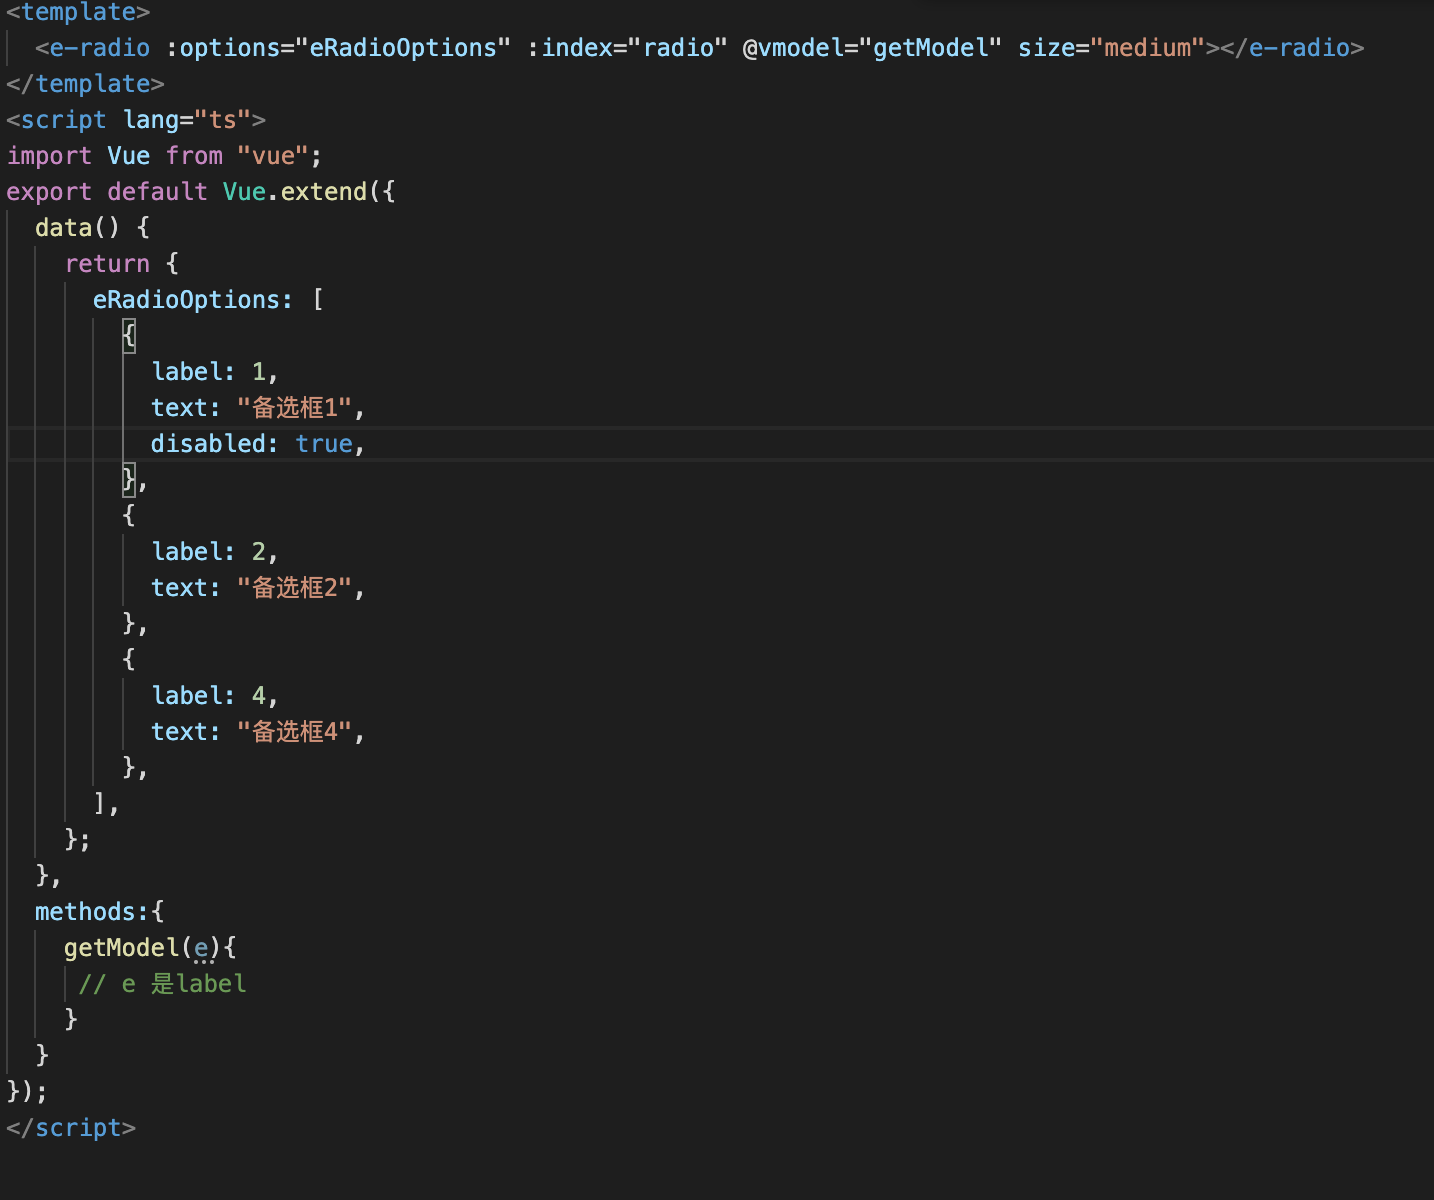 <template>
<e-radio :options="eRadioOptions" :index="radio" @vmodel="getModel" size="medium"></e-radio>
</template>
<script lang="ts">
import Vue from "vue";
export default Vue.extend({
data() {
return {
eRadioOptions: [
{
label: 1,
text: "备选框1",
disabled: true,
},
{
label: 2,
text: "备选框2",
},
{
label: 4,
text: "备选框4",
},
],
};
},
methods:{
getModel(e){
// e 是label
}
}
});
</script>